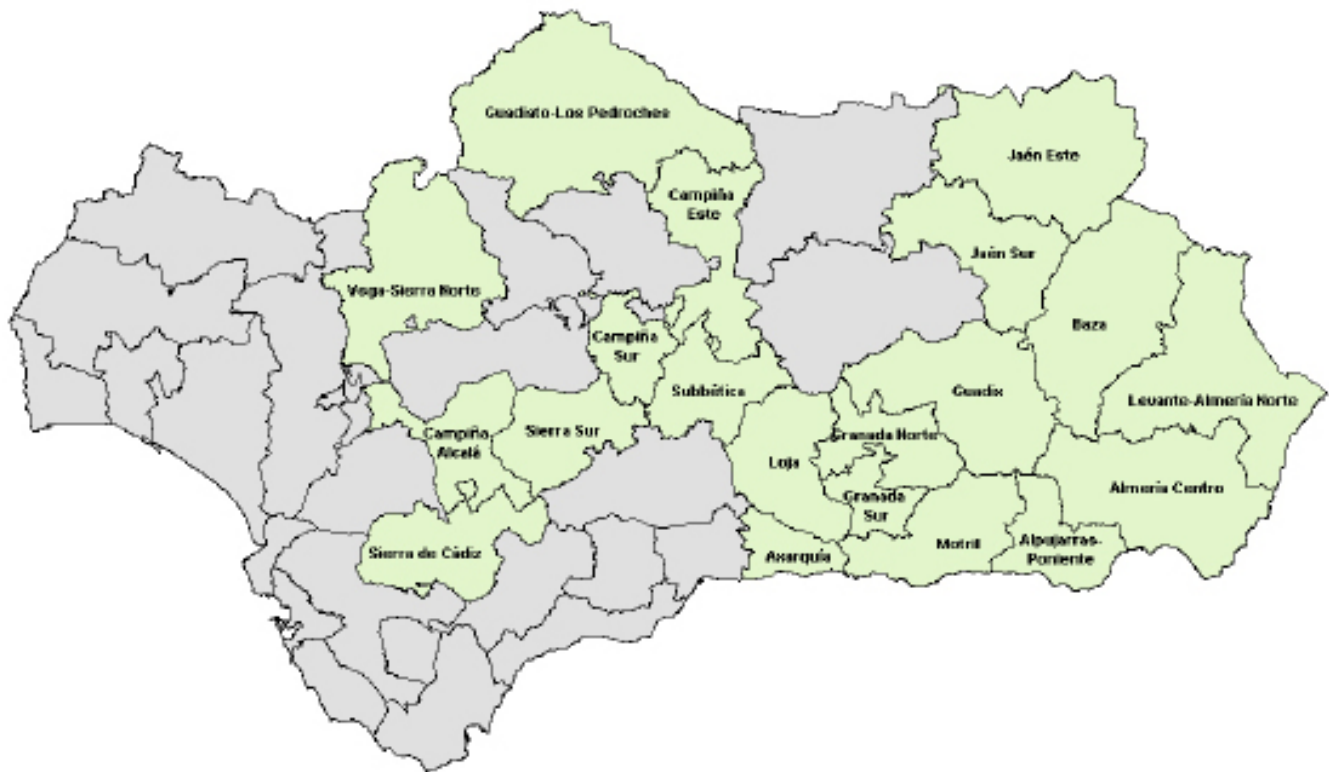 Guadiato-Los Pedroches
Jaén Este
Campiña
Este
Jaén Sur
Vega-Sierra Norte
Baza
Campiña
Sur
Subbética
Guadix
Levante-Almería Norte
Campiña
Alcalá
Sierra Sur
Granada Norte
Loja
Almería Centro
Granada
Sur
Sierra de Cádiz
Axarquía
Motril
Alpujarras-
Poniente